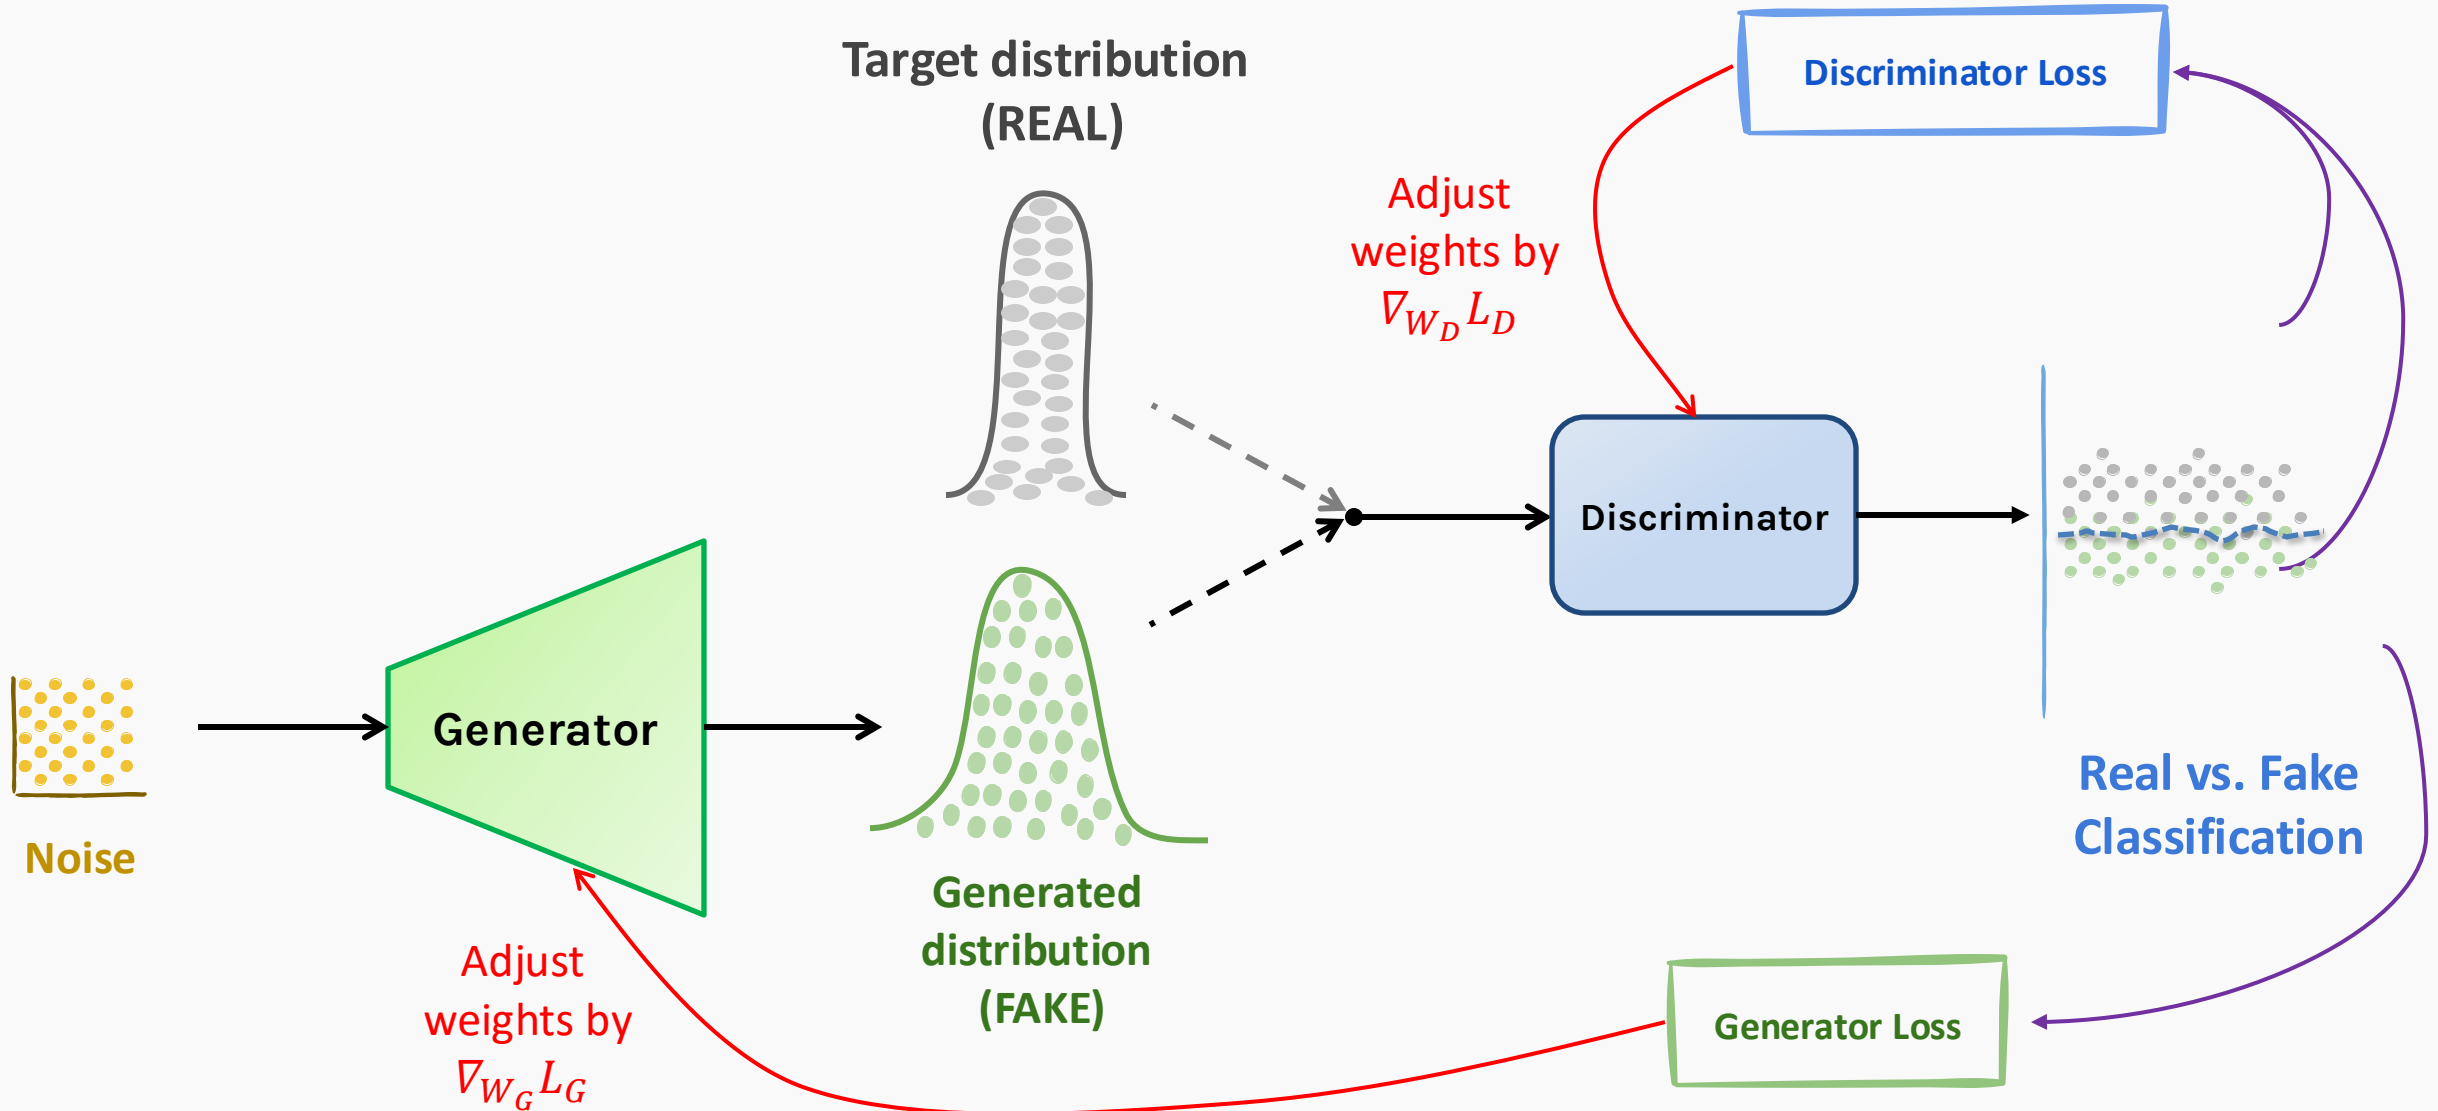 Target distribution
(REAL)
Discriminator Loss
Adjust
weights by
∇_{W_D} L_D
Discriminator
Generator
Noise
Real vs. Fake
Classification
Generated
distribution
(FAKE)
Adjust
weights by
∇_{W_G} L_G
Generator Loss